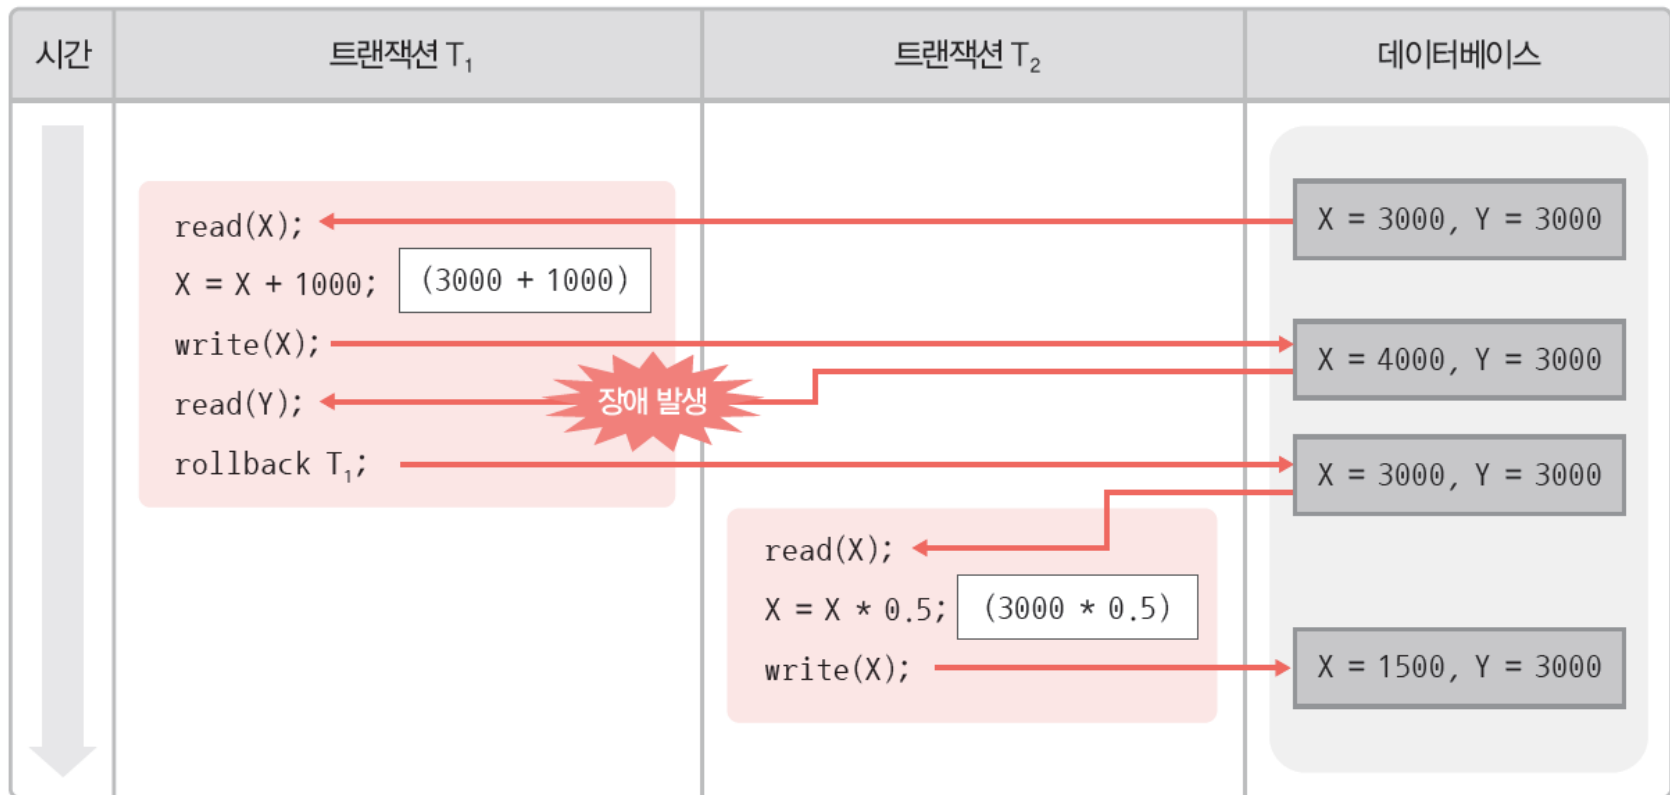 시간 트랜잭션 T₁ 트랜잭션 T₂ 데이터베이스
read(X);
X = 3000, Y = 3000
X = X + 1000; (3000 + 1000)
write(X);
X = 4000, Y = 3000
read(Y);
장애 발생
rollback T₁;
X = 3000, Y = 3000
read(X);
X = X * 0.5; (3000 * 0.5)
write(X);
X = 1500, Y = 3000